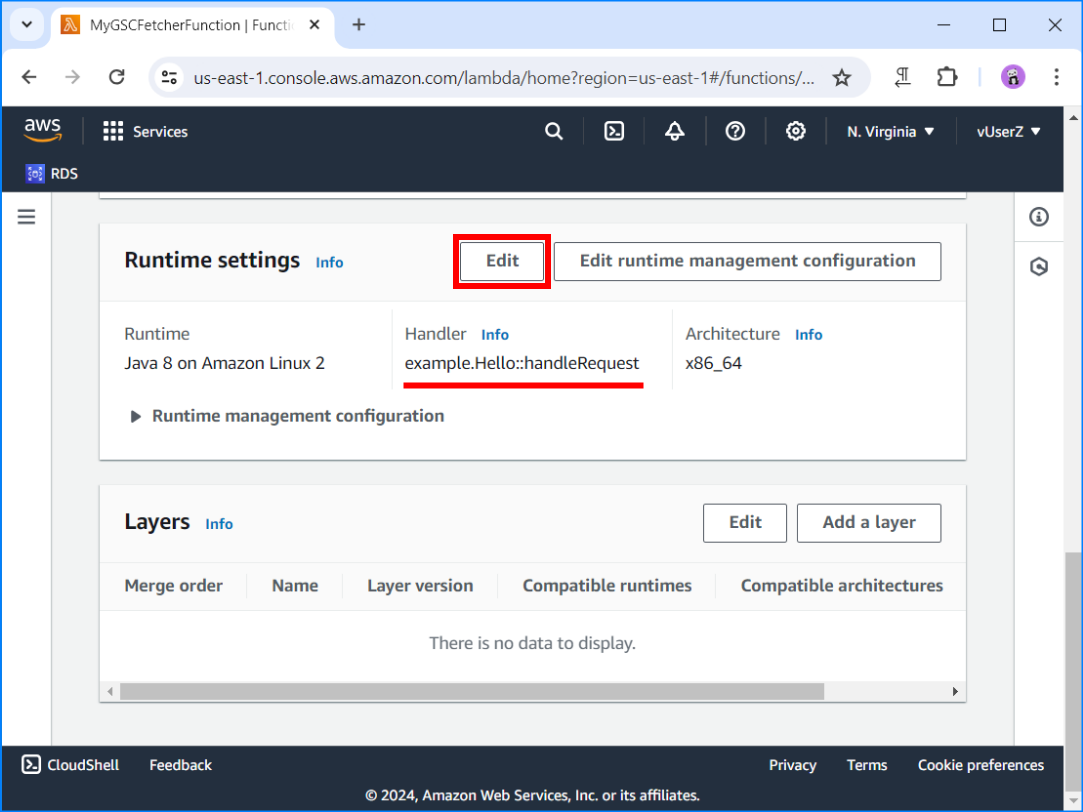 MyGSCFetcherFunction | Functi
us-east-1.console.aws.amazon.com/lambda/home?region=us-east-1#/functions/...
aws
Services
N. Virginia
vUserZ
RDS
Runtime settings Info
Edit
Edit runtime management configuration
Runtime
Handler Info
Architecture Info
Java 8 on Amazon Linux 2
example.Hello::handleRequest
x86_64
Runtime management configuration
Layers Info
Edit
Add a layer
Merge order
Name
Layer version
Compatible runtimes
Compatible architectures
There is no data to display.
CloudShell
Feedback
Privacy
Terms
Cookie preferences
© 2024, Amazon Web Services, Inc. or its affiliates.